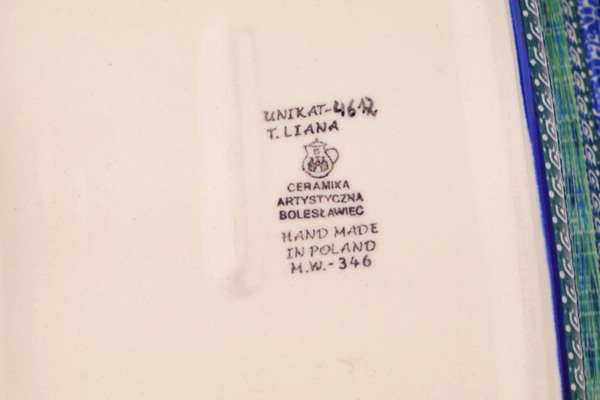 UNIKAT-4612
T. LIANA
CERAMIKA
ARTYSTYCZNA
BOLESŁAWIEC
HAND MADE
IN POLAND
M.W.-346